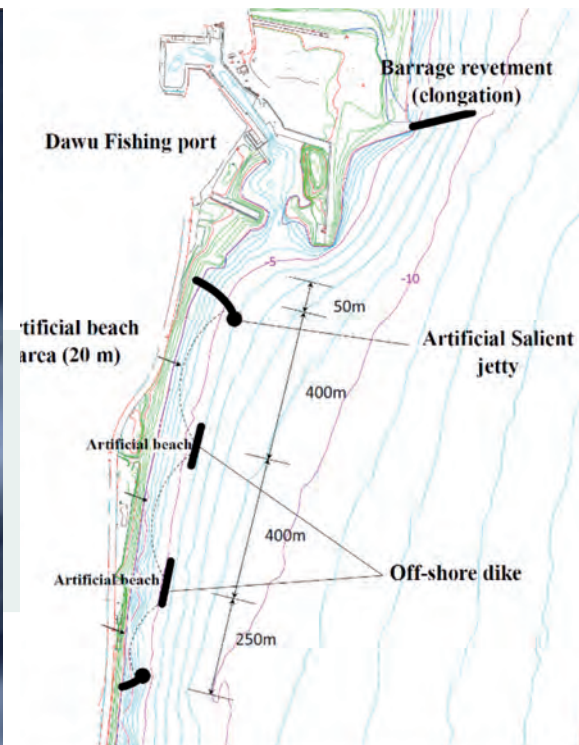 Barrage revetment
(elongation)
Dawu Fishing port
-5
-10
50m
rtificial beach
area (20 m)
Artificial Salient
jetty
400m
Artificial beach
400m
Off-shore dike
Artificial beach
250m